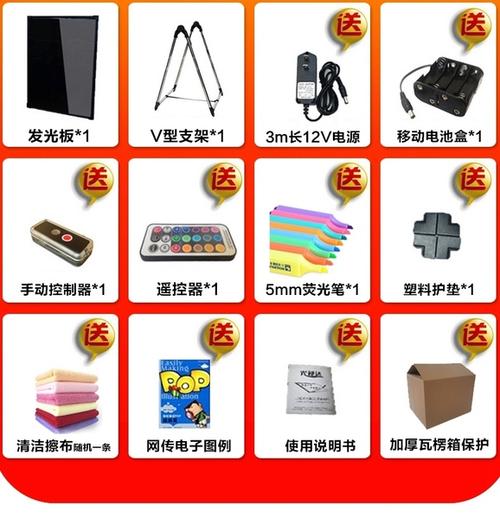 送
送
发光板*1
V型支架*1
3m长12V电源
移动电池盒*1
送
送
送
送
手动控制器*1
遥控器*1
5mm荧光笔*1
塑料护垫*1
送
送
送
送
Easily
Making
POP
Illustration
清洁擦布随机一条
网传电子图例
使用说明书
加厚瓦楞箱保护